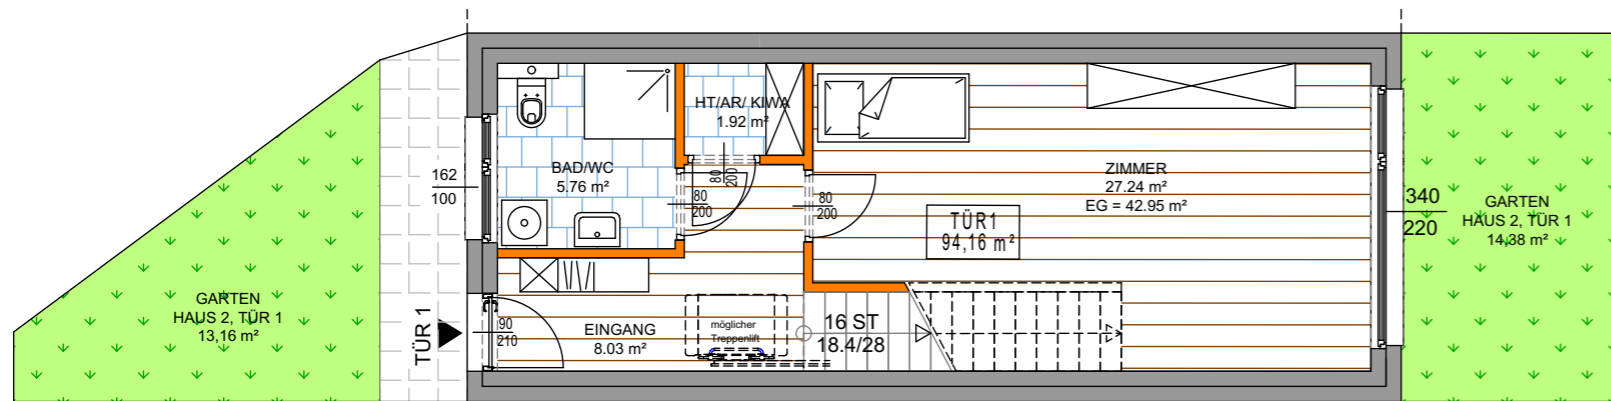 GARTEN
HAUS 2, TÜR 1
13,16 m²
TÜR 1
162
100
90
210
BAD/WC
5.76 m²
HT/AR/ KIWA
1.92 m²
80
200
80
200
80
200
EINGANG
8.03 m²
möglicher
Treppenlift
16 ST
18.4/28
ZIMMER
27.24 m²
EG = 42.95 m²
TÜR1
94,16 m²
340
220
GARTEN
HAUS 2, TÜR 1
14,38 m²